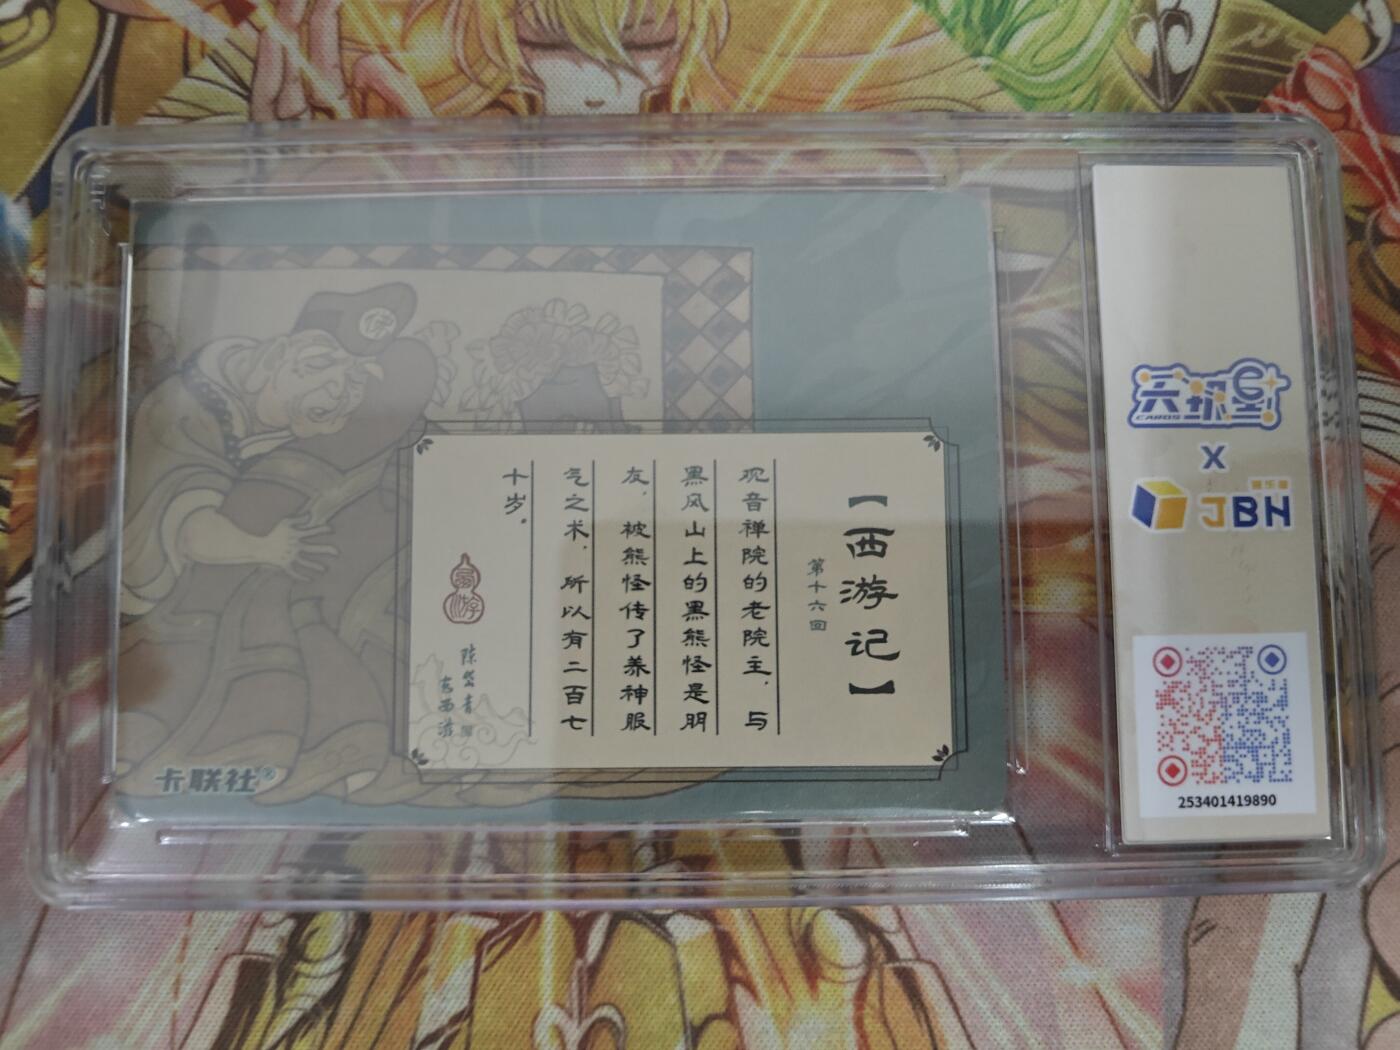 【西游记】
第十六回
观音禅院的老院主，与
黑风山上的黑熊怪是朋
友，被熊怪传了养神服
气之术，所以有二百七
十岁。
陈岱青
卡联社®
CARDS
X
JBH
253401419890